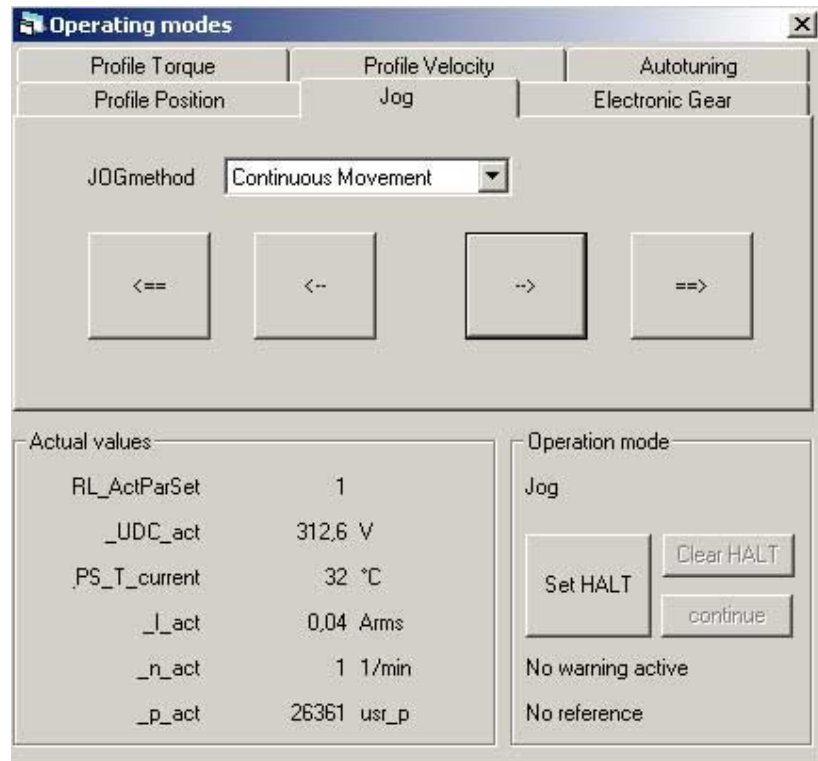 Operating modes
Profile Torque Profile Velocity Autotuning
Profile Position Jog Electronic Gear
JOGmethod Continuous Movement
<== <-- --> ==>
Actual values
RL_ActParSet 1
_UDC_act 312,6 V
_PS_T_current 32 °C
_I_act 0,04 Arms
_n_act 1 1/min
_p_act 26361 usr_p
Operation mode
Jog
Set HALT
Clear HALT
continue
No warning active
No reference